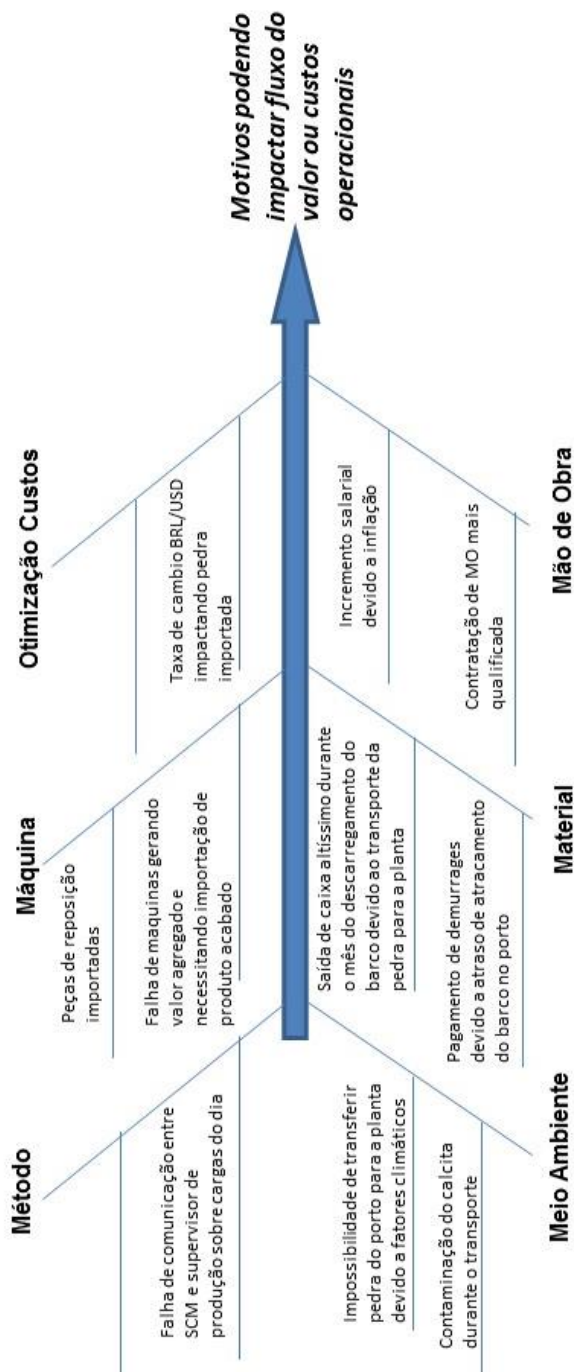 Método
Falha de comunicação entre
SCM e supervisor de
produção sobre cargas do dia
Máquina
Peças de reposição
importadas
Falha de maquinas gerando
valor agregado e
necessitando importação de
produto acabado
Otimização Custos
Taxa de cambio BRL/USD
impactando pedra
importada
Motivos podendo
impactar fluxo do
valor ou custos
operacionais
Impossibilidade de transferir
pedra do porto para a planta
devido a fatores climáticos
Contaminação do calcita
durante o transporte
Meio Ambiente
Saída de caixa altíssimo durante
o mês do descarregamento do
barco devido ao transporte da
pedra para a planta
Pagamento de demurrages
devido a atraso de atracamento
do barco no porto
Material
Incremento salarial
devido a inflação
Contratação de MO mais
qualificada
Mão de Obra